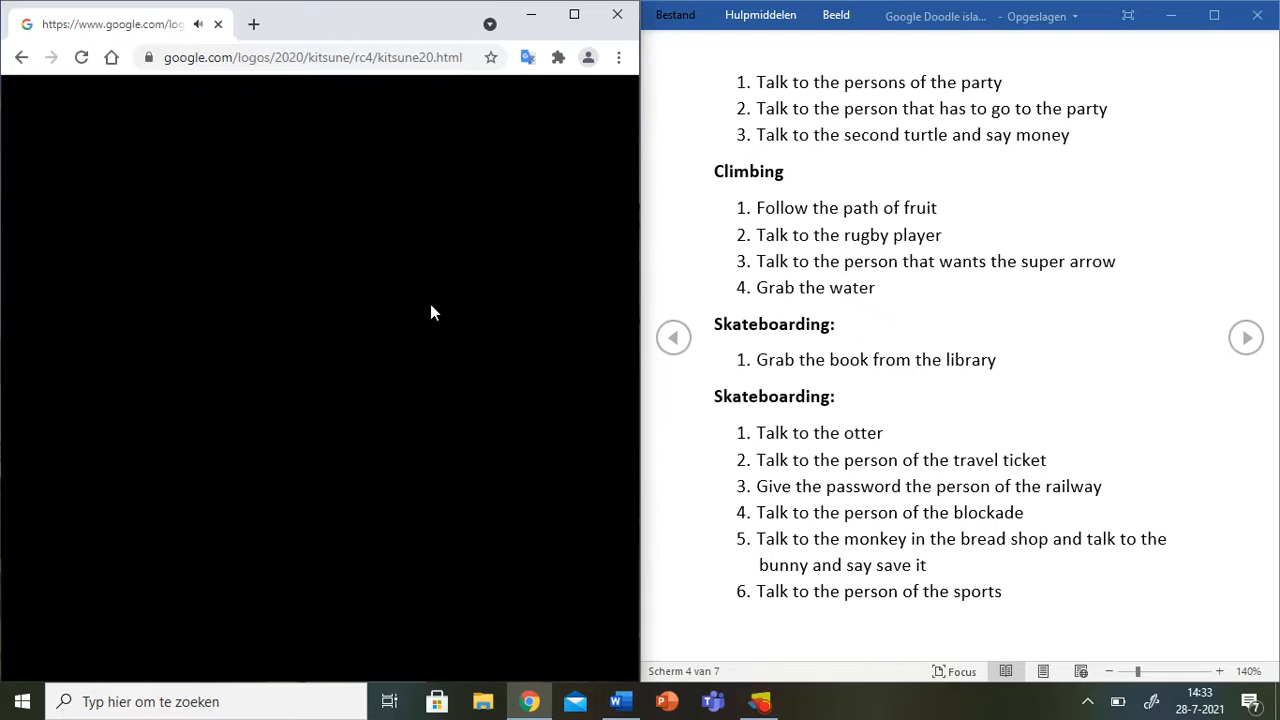 https://www.google.com/log
google.com/logos/2020/kitsune/rc4/kitsune20.html
Bestand Hulpmiddelen Beeld Google Doodle isla... - Opgeslagen
1. Talk to the persons of the party
2. Talk to the person that has to go to the party
3. Talk to the second turtle and say money
Climbing
1. Follow the path of fruit
2. Talk to the rugby player
3. Talk to the person that wants the super arrow
4. Grab the water
Skateboarding:
1. Grab the book from the library
Skateboarding:
1. Talk to the otter
2. Talk to the person of the travel ticket
3. Give the password the person of the railway
4. Talk to the person of the blockade
5. Talk to the monkey in the bread shop and talk to the
bunny and say save it
6. Talk to the person of the sports
Scherm 4 van 7 Focus 140%
Typ hier om te zoeken
14:33
28-7-2021
7